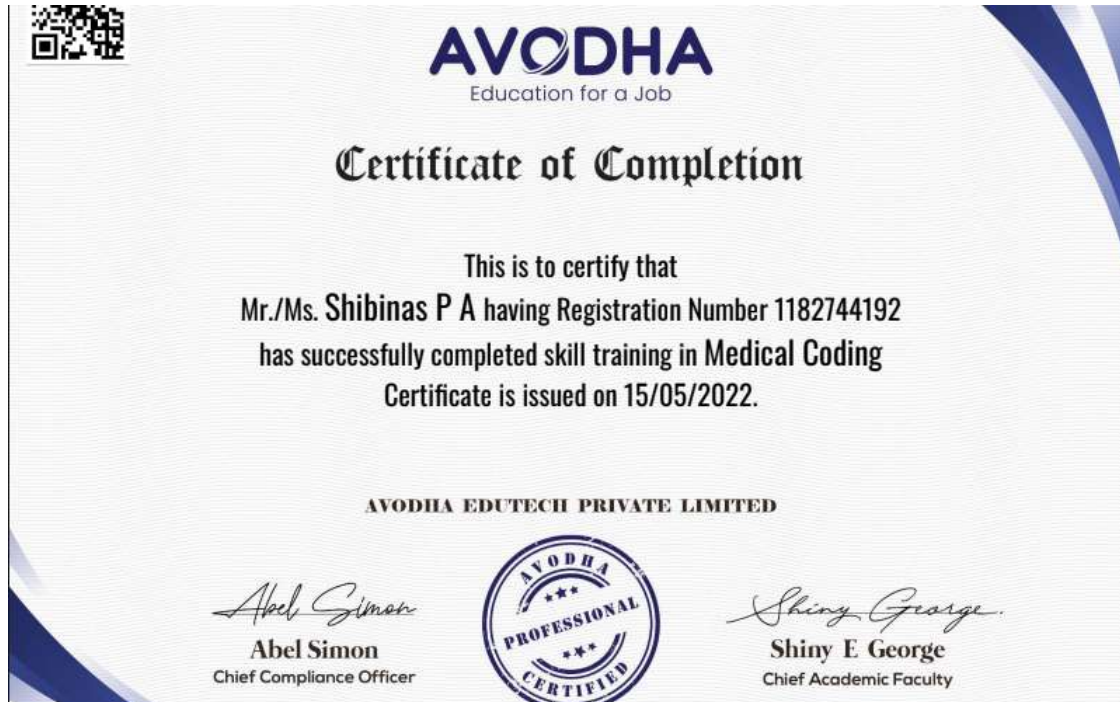 AVODHA
Education for a Job
Certificate of Completion
This is to certify that
Mr./Ms. Shibinas P A having Registration Number 1182744192
has successfully completed skill training in Medical Coding
Certificate is issued on 15/05/2022.
AVODHA EDUTECH PRIVATE LIMITED
Abel Simon
Abel Simon
Chief Compliance Officer
AVODHA
PROFESSIONAL
CERTIFIED
Shiny George.
Shiny E George
Chief Academic Faculty